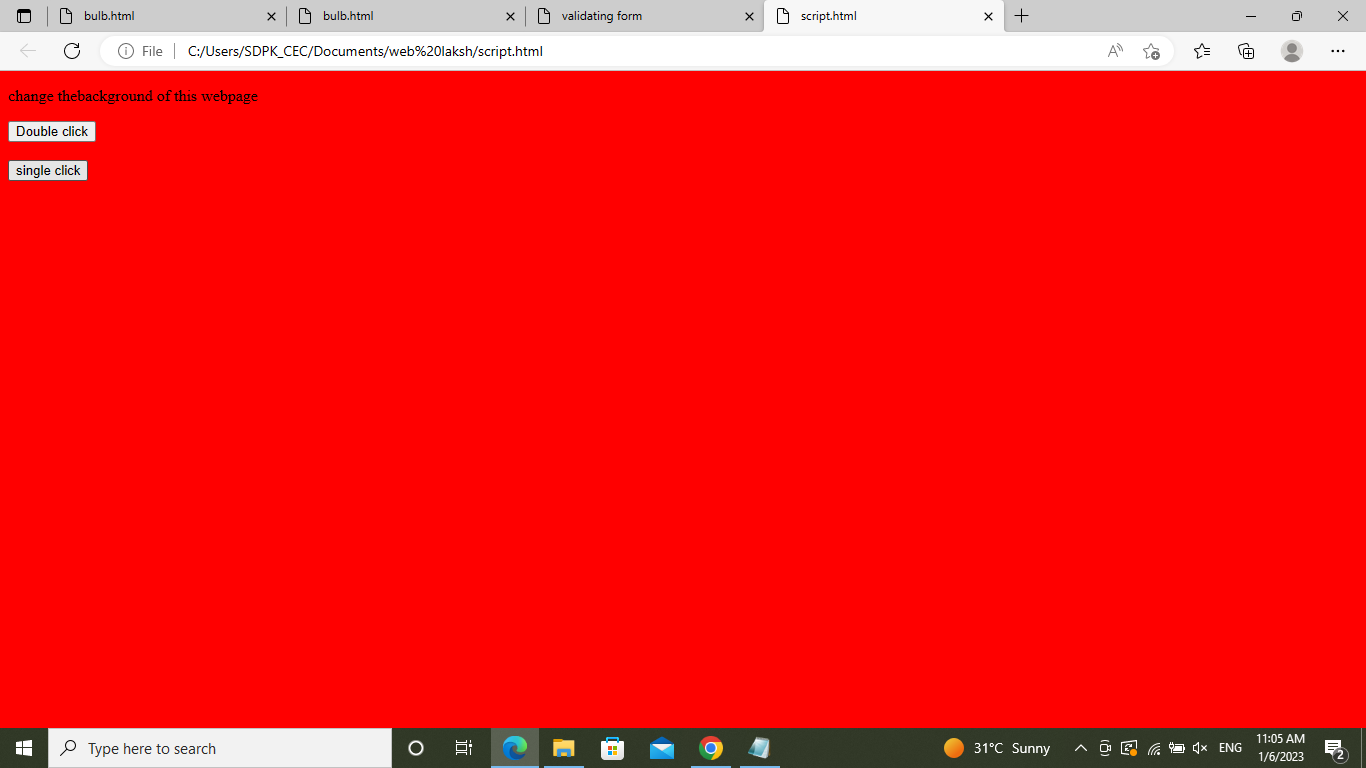 bulb.html
bulb.html
validating form
script.html
File
C:/Users/SDPK_CEC/Documents/web%20laksh/script.html
change thebackground of this webpage
Double click
single click
Type here to search
31°C Sunny
ENG
11:05 AM
1/6/2023
2